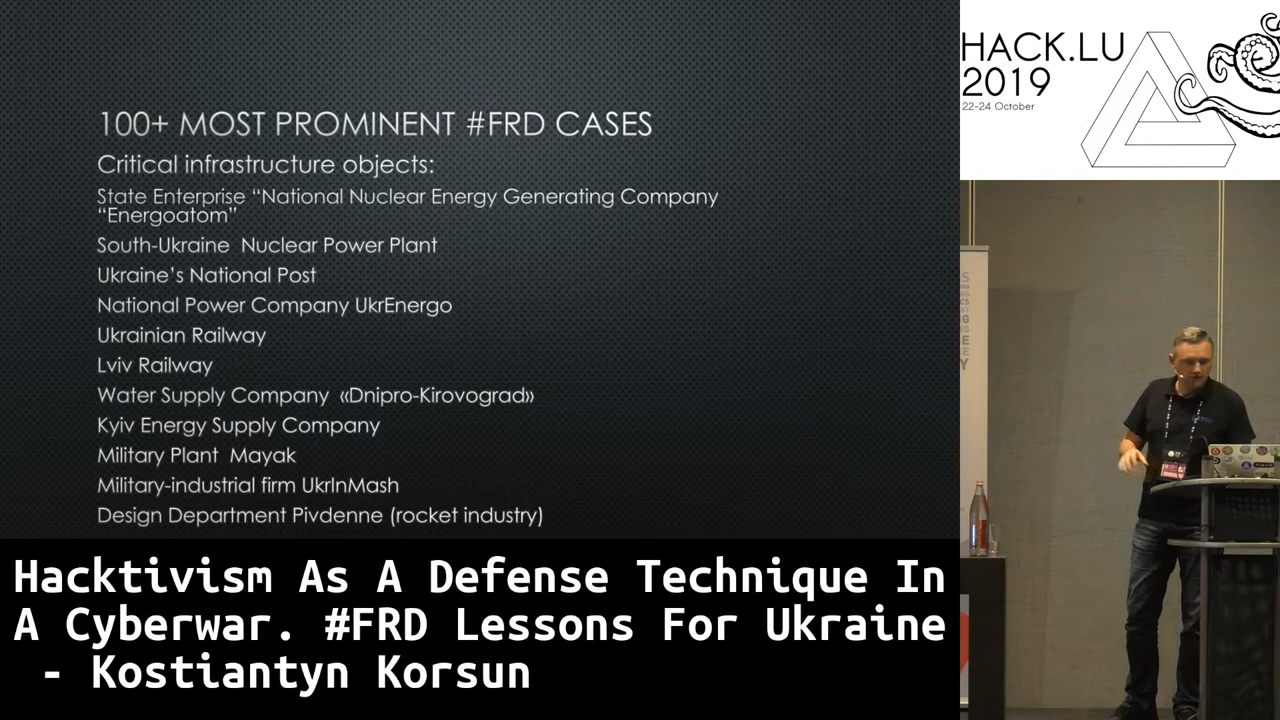 100+ MOST PROMINENT #FRD CASES
Critical infrastructure objects:
State Enterprise “National Nuclear Energy Generating Company
“Energoatom”
South-Ukraine Nuclear Power Plant
Ukraine’s National Post
National Power Company UkrEnergo
Ukrainian Railway
Lviv Railway
Water Supply Company «Dnipro-Kirovograd»
Kyiv Energy Supply Company
Military Plant Mayak
Military-industrial firm UkrInMash
Design Department Pivdenne (rocket industry)
HACK.LU
2019
22-24 October
Hacktivism As A Defense Technique In
A Cyberwar. #FRD Lessons For Ukraine
- Kostiantyn Korsun